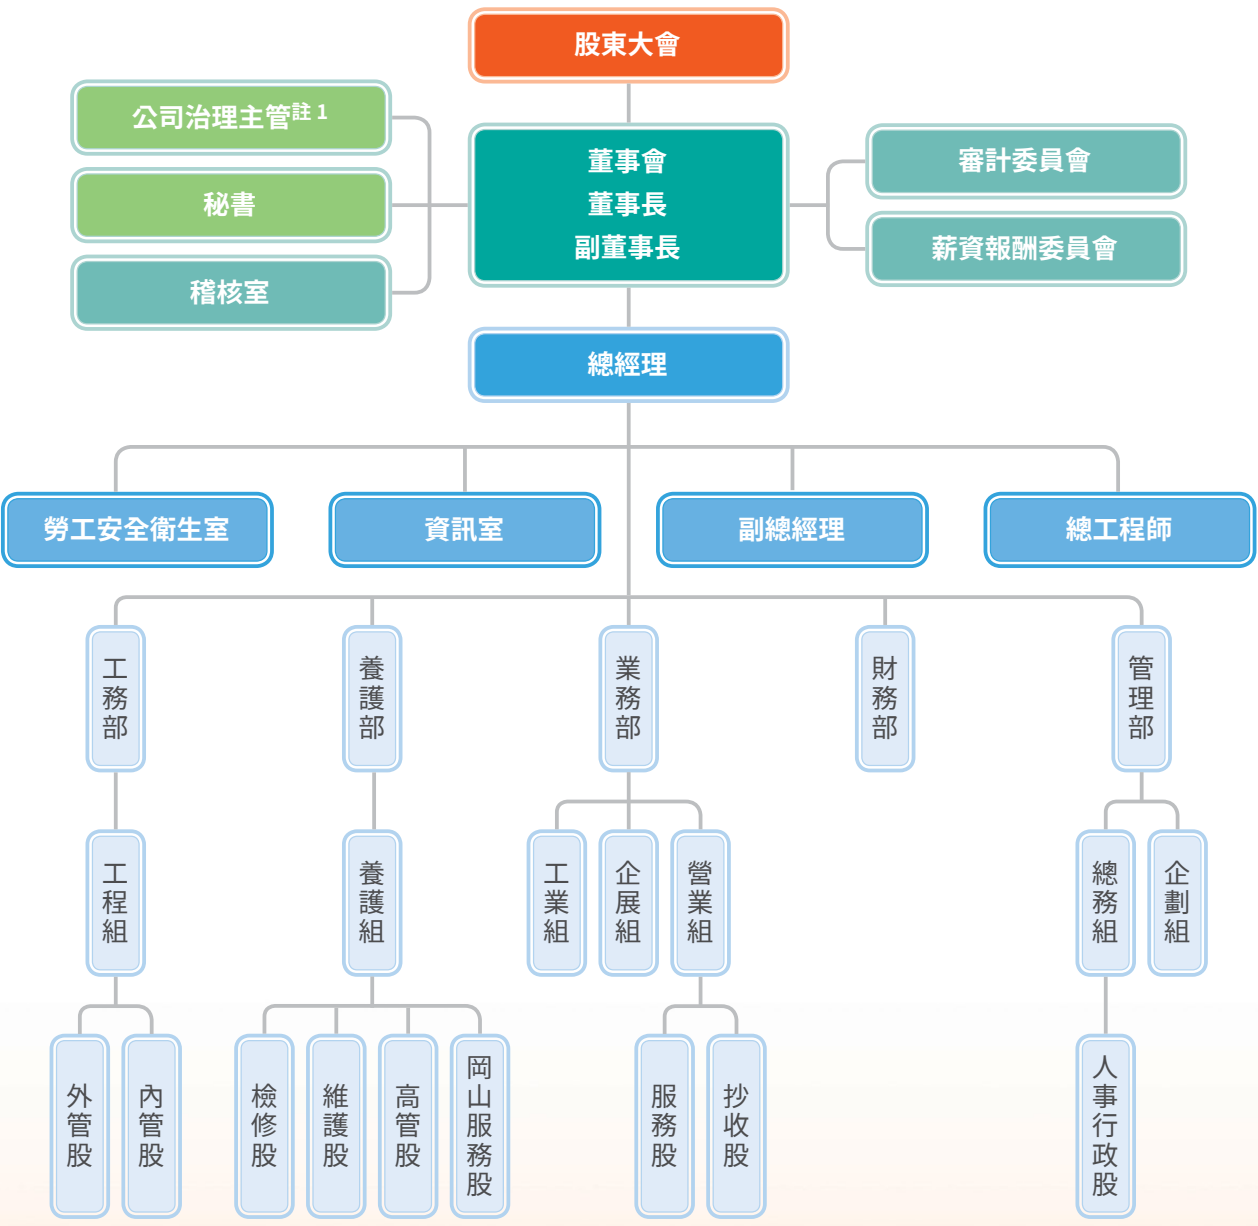 股東大會
公司治理主管註 1
秘書
稽核室
董事會
董事長
副董事長
審計委員會
薪資報酬委員會
總經理
勞工安全衛生室
資訊室
副總經理
總工程師
工務部
養護部
業務部
財務部
管理部
工程組
養護組
工業組
企展組
營業組
總務組
企劃組
外管股
內管股
檢修股
維護股
高管股
岡山服務股
服務股
抄收股
人事行政股